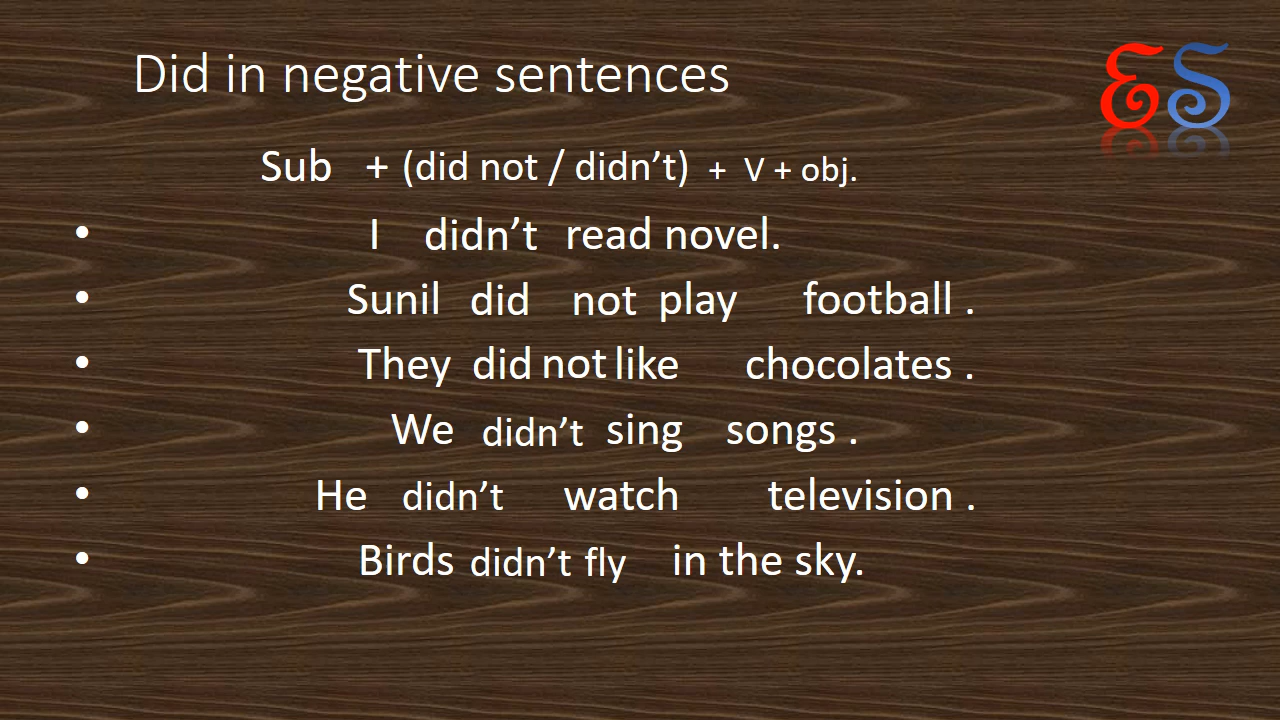 Did in negative sentences
ES
Sub + (did not / didn’t) + V + obj.
• I didn’t read novel.
• Sunil did not play football .
• They did not like chocolates .
• We didn’t sing songs .
• He didn’t watch television .
• Birds didn’t fly in the sky.